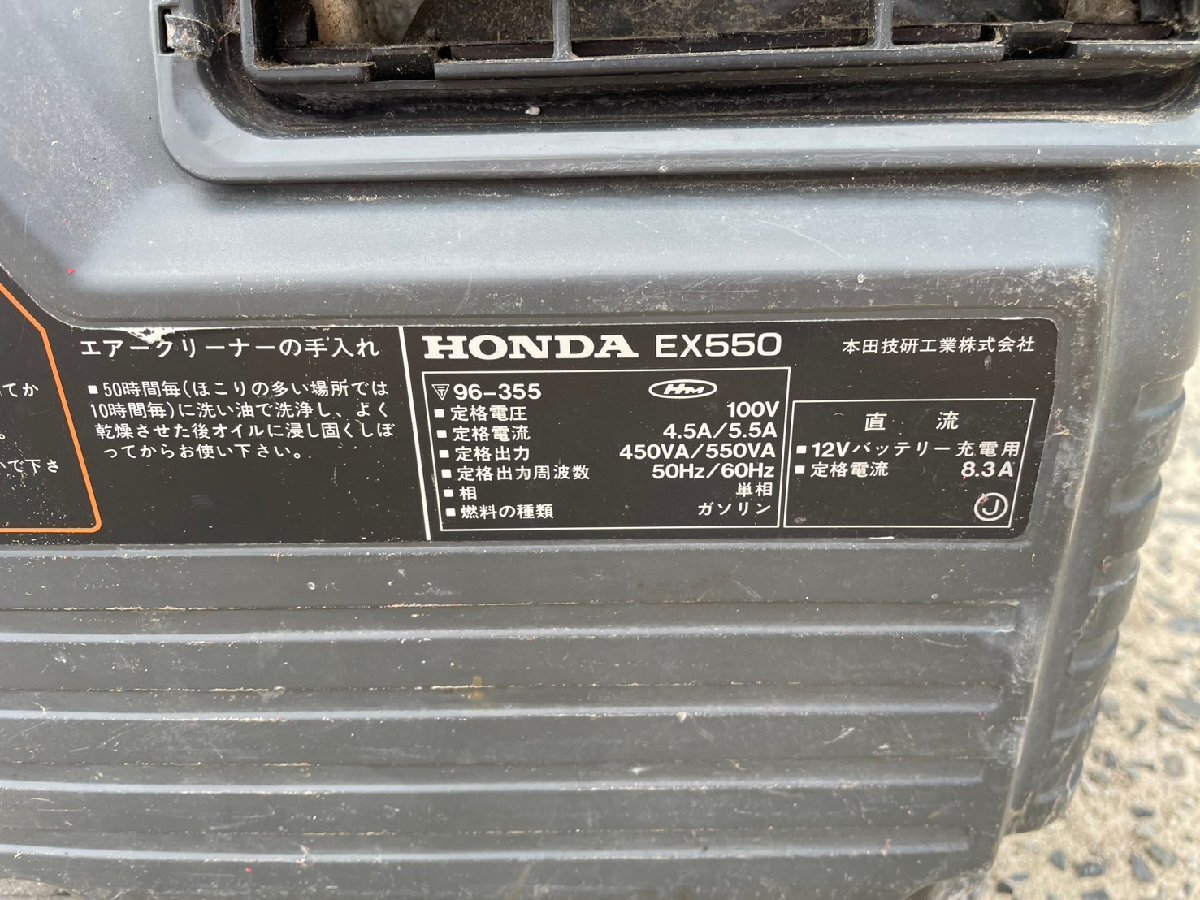 てか
。
いで下さ
エアークリーナーの手入れ
■50時間毎(ほこりの多い場所では
10時間毎)に洗い油で洗浄し、よく
乾燥させた後オイルに浸し固くしぼ
ってからお使い下さい。
HONDA EX550 本田技研工業株式会社
〒96-355 HM
■定格電圧 100V
■定格電流 4.5A/5.5A
■定格出力 450VA/550VA
■定格出力周波数 50Hz/60Hz
■相 単相
■燃料の種類 ガソリン
直流
■12Vバッテリー充電用
■定格電流 8.3A
J